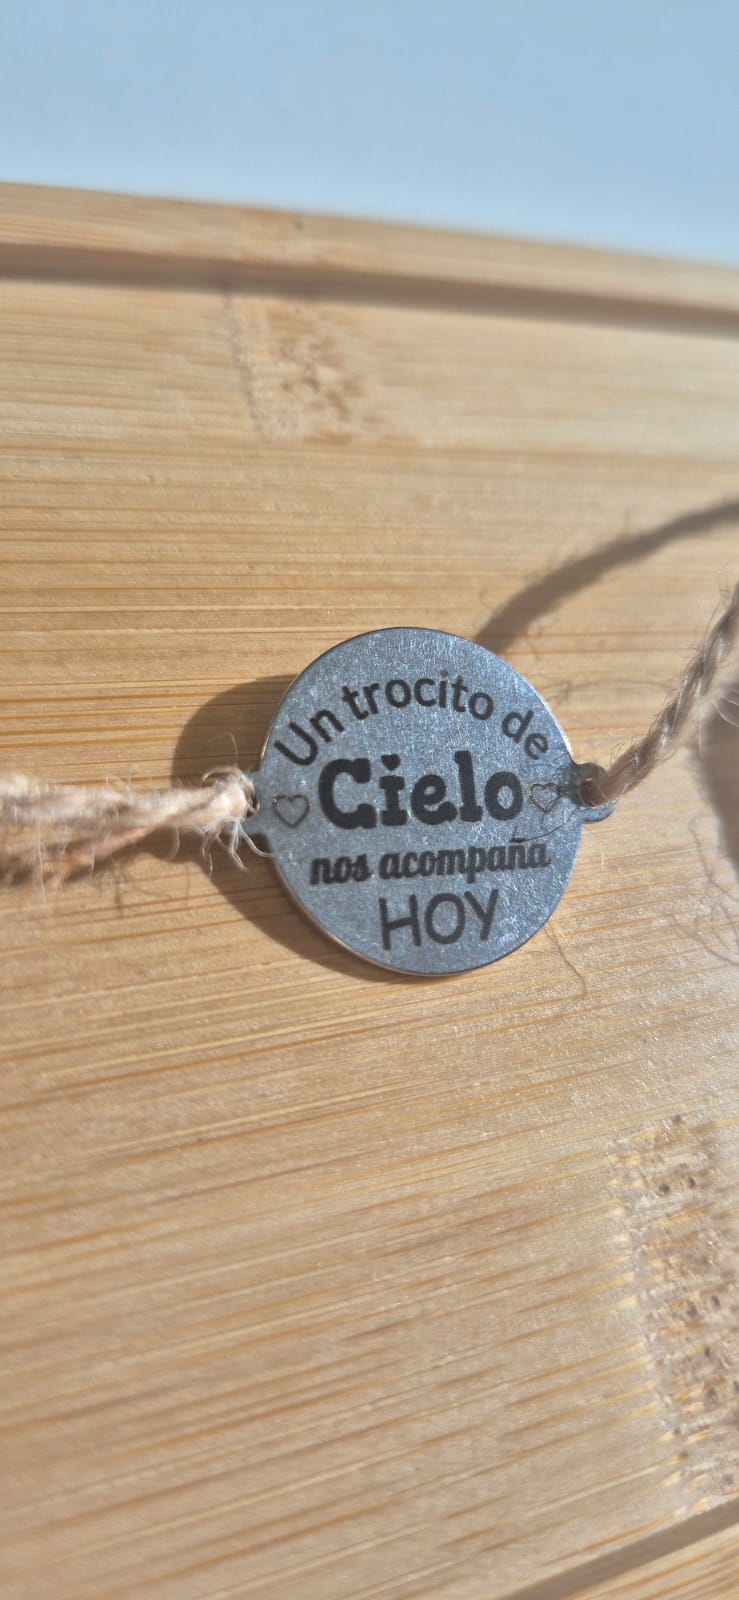 Un trocito de
Cielo
nos acompaña
HOY